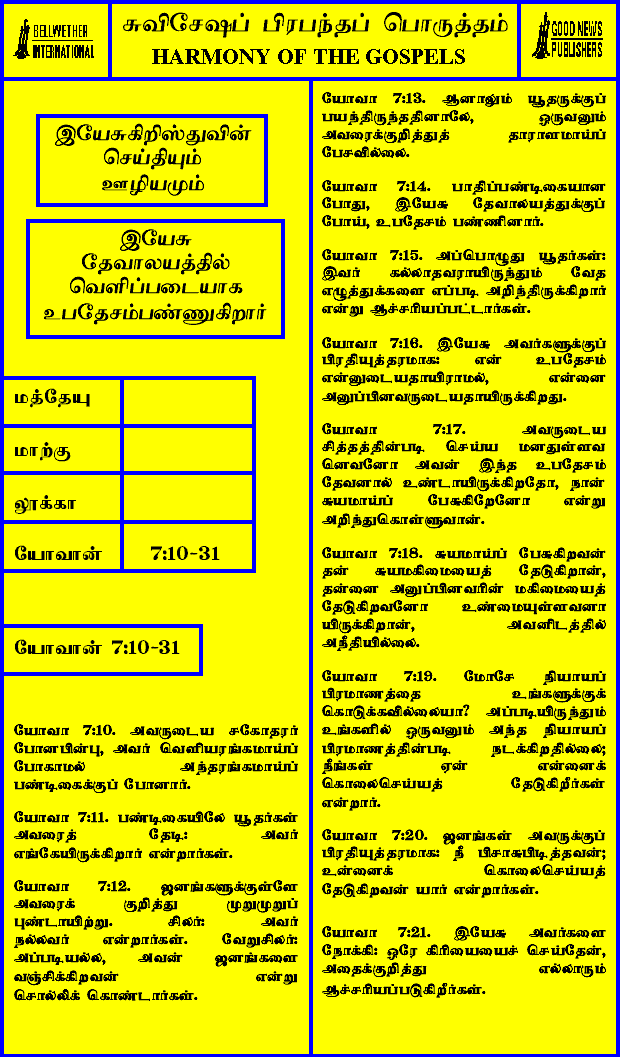 BELLWETHER
INTERNATIONAL
சுவிசேஷப் பிரபந்தப் பொருத்தம்
HARMONY OF THE GOSPELS
GOOD NEWS
PUBLISHERS
இயேசுகிறிஸ்துவின்
செய்தியும்
ஊழியமும்
இயேசு
தேவாலயத்தில்
வெளிப்படையாக
உபதேசம்பண்ணுகிறார்
மத்தேயு
மாற்கு
லூக்கா
யோவான் 7:10-31
யோவான் 7:10-31
யோவா 7:10. அவருடைய சகோதரர்
போனபின்பு, அவர் வெளியரங்கமாய்ப்
போகாமல் அந்தரங்கமாய்ப்
பண்டிகைக்குப் போனார்.
யோவா 7:11. பண்டிகையிலே யூதர்கள்
அவரைத் தேடி: அவர்
எங்கேயிருக்கிறார் என்றார்கள்.
யோவா 7:12. ஜனங்களுக்குள்ளே
அவரைக் குறித்து முறுமுறுப்
புண்டாயிற்று. சிலர்: அவர்
நல்லவர் என்றார்கள். வேறுசிலர்:
அப்படியல்ல, அவன் ஜனங்களை
வஞ்சிக்கிறவன் என்று
சொல்லிக் கொண்டார்கள்.
யோவா 7:13. ஆனாலும் யூதருக்குப்
பயந்திருந்ததினாலே, ஒருவனும்
அவரைக்குறித்துத் தாராளமாய்ப்
பேசவில்லை.
யோவா 7:14. பாதிப்பண்டிகையான
போது, இயேசு தேவாலயத்துக்குப்
போய், உபதேசம் பண்ணினார்.
யோவா 7:15. அப்பொழுது யூதர்கள்:
இவர் கல்லாதவராயிருந்தும் வேத
எழுத்துக்களை எப்படி அறிந்திருக்கிறார்
என்று ஆச்சரியப்பட்டார்கள்.
யோவா 7:16. இயேசு அவர்களுக்குப்
பிரதியுத்தரமாக: என் உபதேசம்
என்னுடையதாயிராமல், என்னை
அனுப்பினவருடையதாயிருக்கிறது.
யோவா 7:17. அவருடைய
சித்தத்தின்படி செய்ய மனதுள்ளவ
னெவனோ அவன் இந்த உபதேசம்
தேவனால் உண்டாயிருக்கிறதோ, நான்
சுயமாய்ப் பேசுகிறேனோ என்று
அறிந்துகொள்ளுவான்.
யோவா 7:18. சுயமாய்ப் பேசுகிறவன்
தன் சுயமகிமையைத் தேடுகிறான்,
தன்னை அனுப்பினவரின் மகிமையைத்
தேடுகிறவனோ உண்மையுள்ளவனா
யிருக்கிறான், அவனிடத்தில்
அநீதியில்லை.
யோவா 7:19. மோசே நியாயப்
பிரமாணத்தை உங்களுக்குக்
கொடுக்கவில்லையா? அப்படியிருந்தும்
உங்களில் ஒருவனும் அந்த நியாயப்
பிரமாணத்தின்படி நடக்கிறதில்லை;
நீங்கள் ஏன் என்னைக்
கொலைசெய்யத் தேடுகிறீர்கள்
என்றார்.
யோவா 7:20. ஜனங்கள் அவருக்குப்
பிரதியுத்தரமாக: நீ பிசாசுபிடித்தவன்;
உன்னைக் கொலைசெய்யத்
தேடுகிறவன் யார் என்றார்கள்.
யோவா 7:21. இயேசு அவர்களை
நோக்கி: ஒரே கிரியையைச் செய்தேன்,
அதைக்குறித்து எல்லாரும்
ஆச்சரியப்படுகிறீர்கள்.